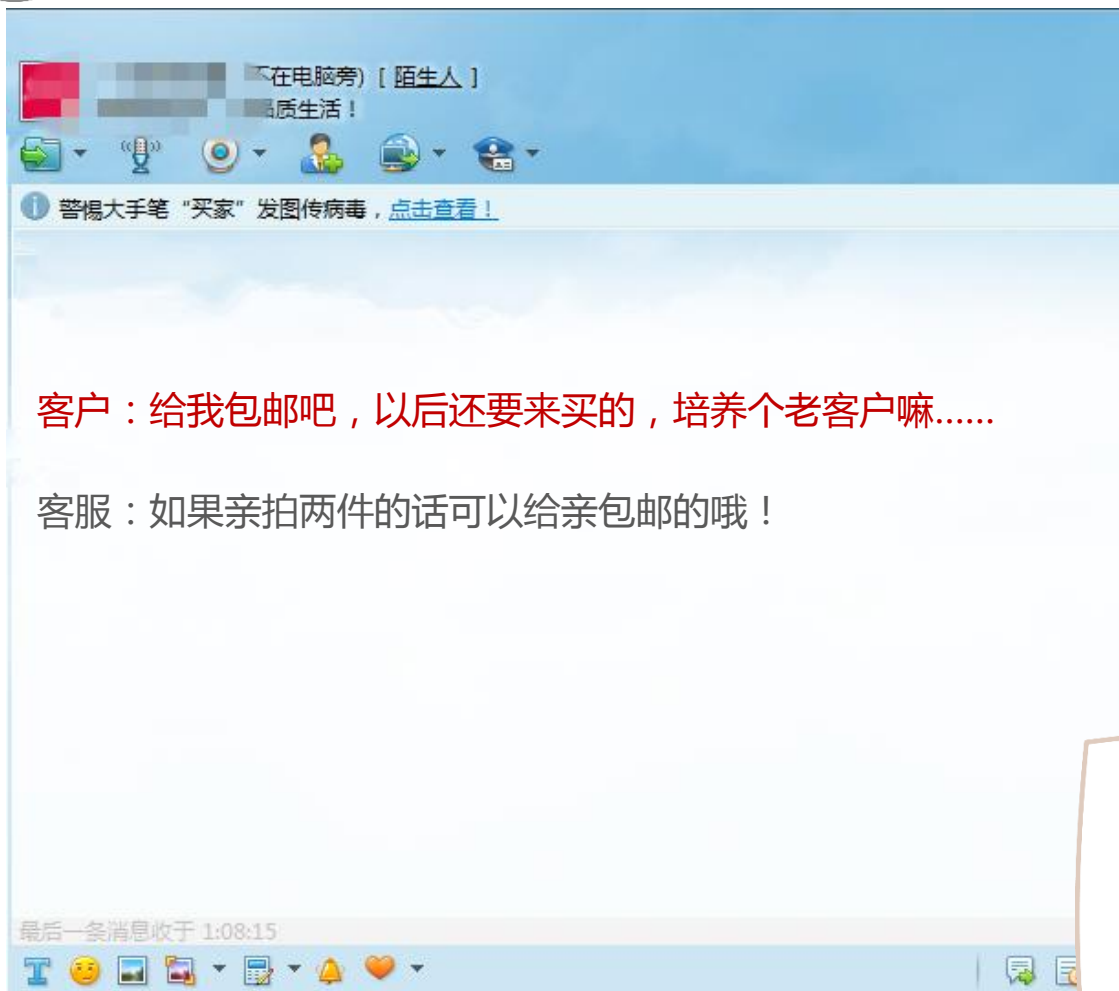 不在电脑旁) [ 陌生人 ]
品质生活！
警惕大手笔“买家”发图传病毒，点击查看！
客户：给我包邮吧，以后还要来买的，培养个老客户嘛......
客服：如果亲拍两件的话可以给亲包邮的哦！
最后一条消息收于 1:08:15